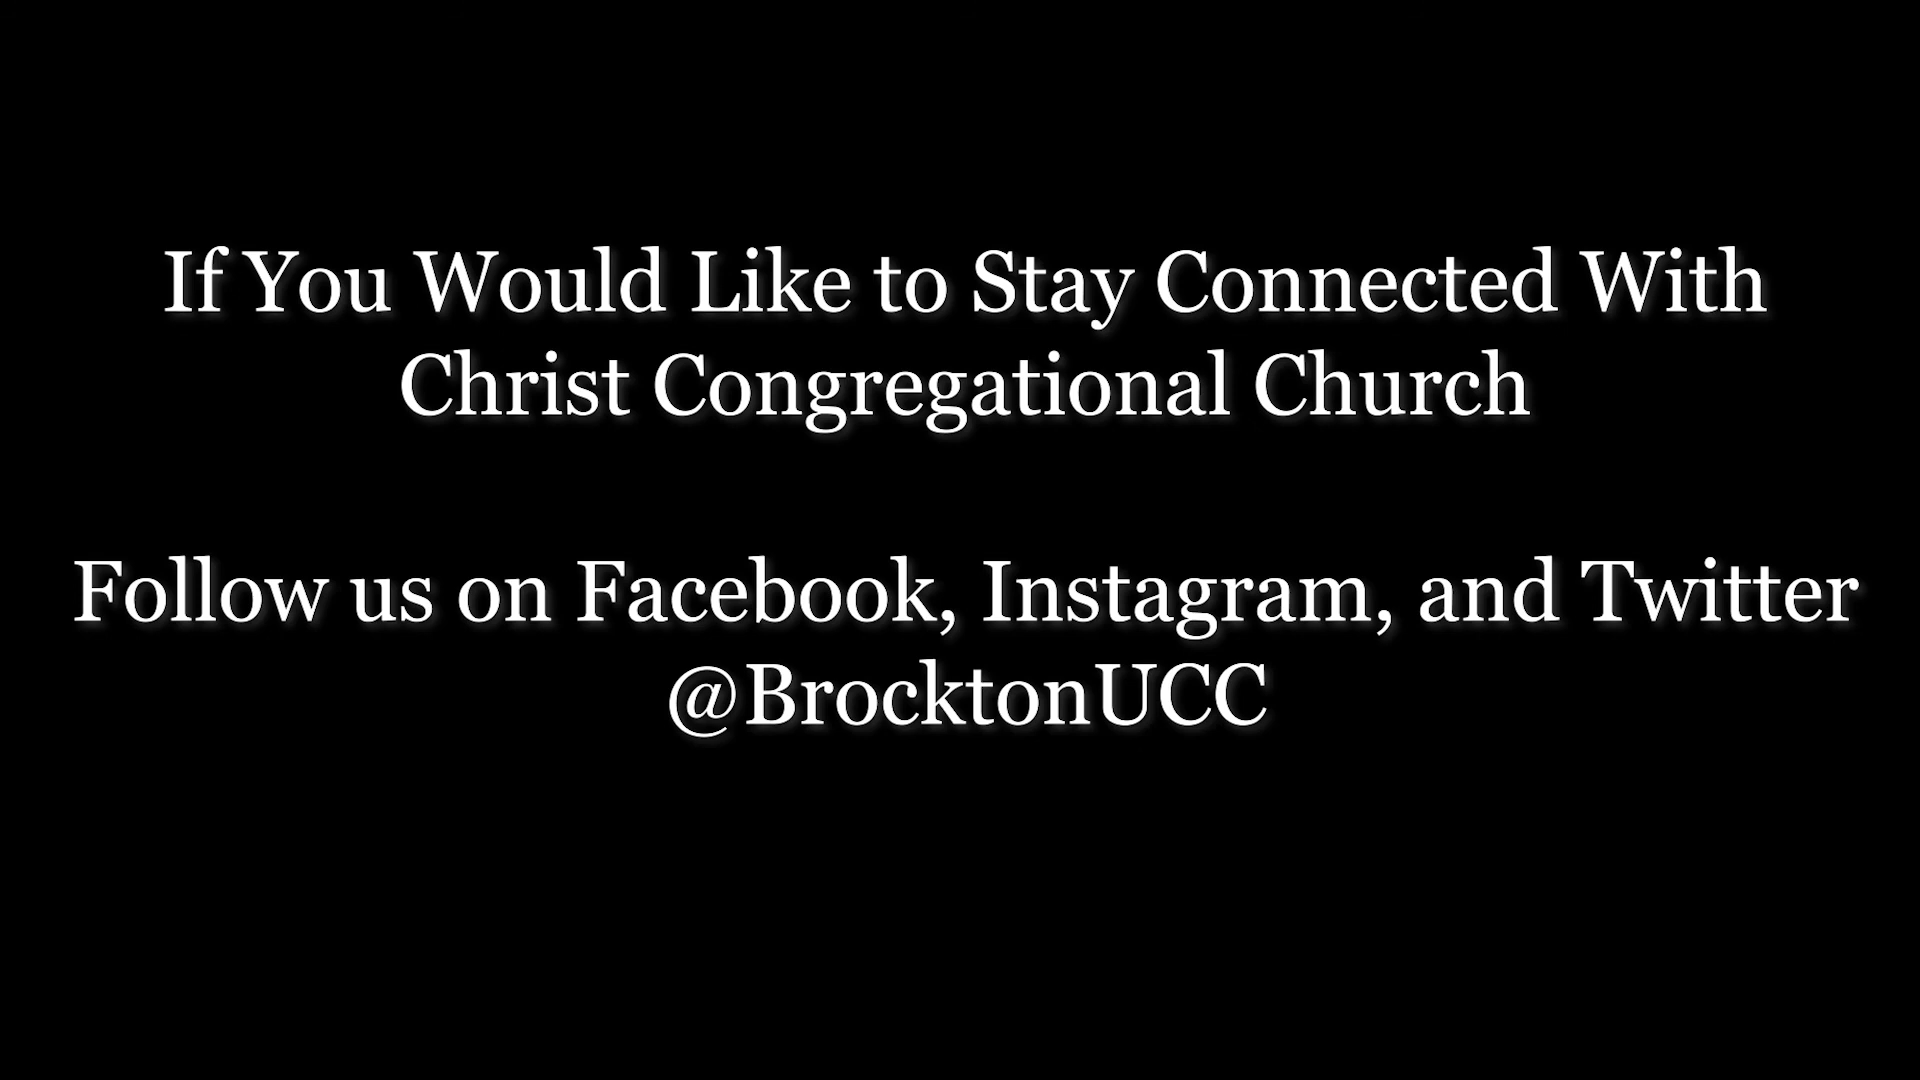 If You Would Like to Stay Connected With
Christ Congregational Church
Follow us on Facebook, Instagram, and Twitter
@BrocktonUCC